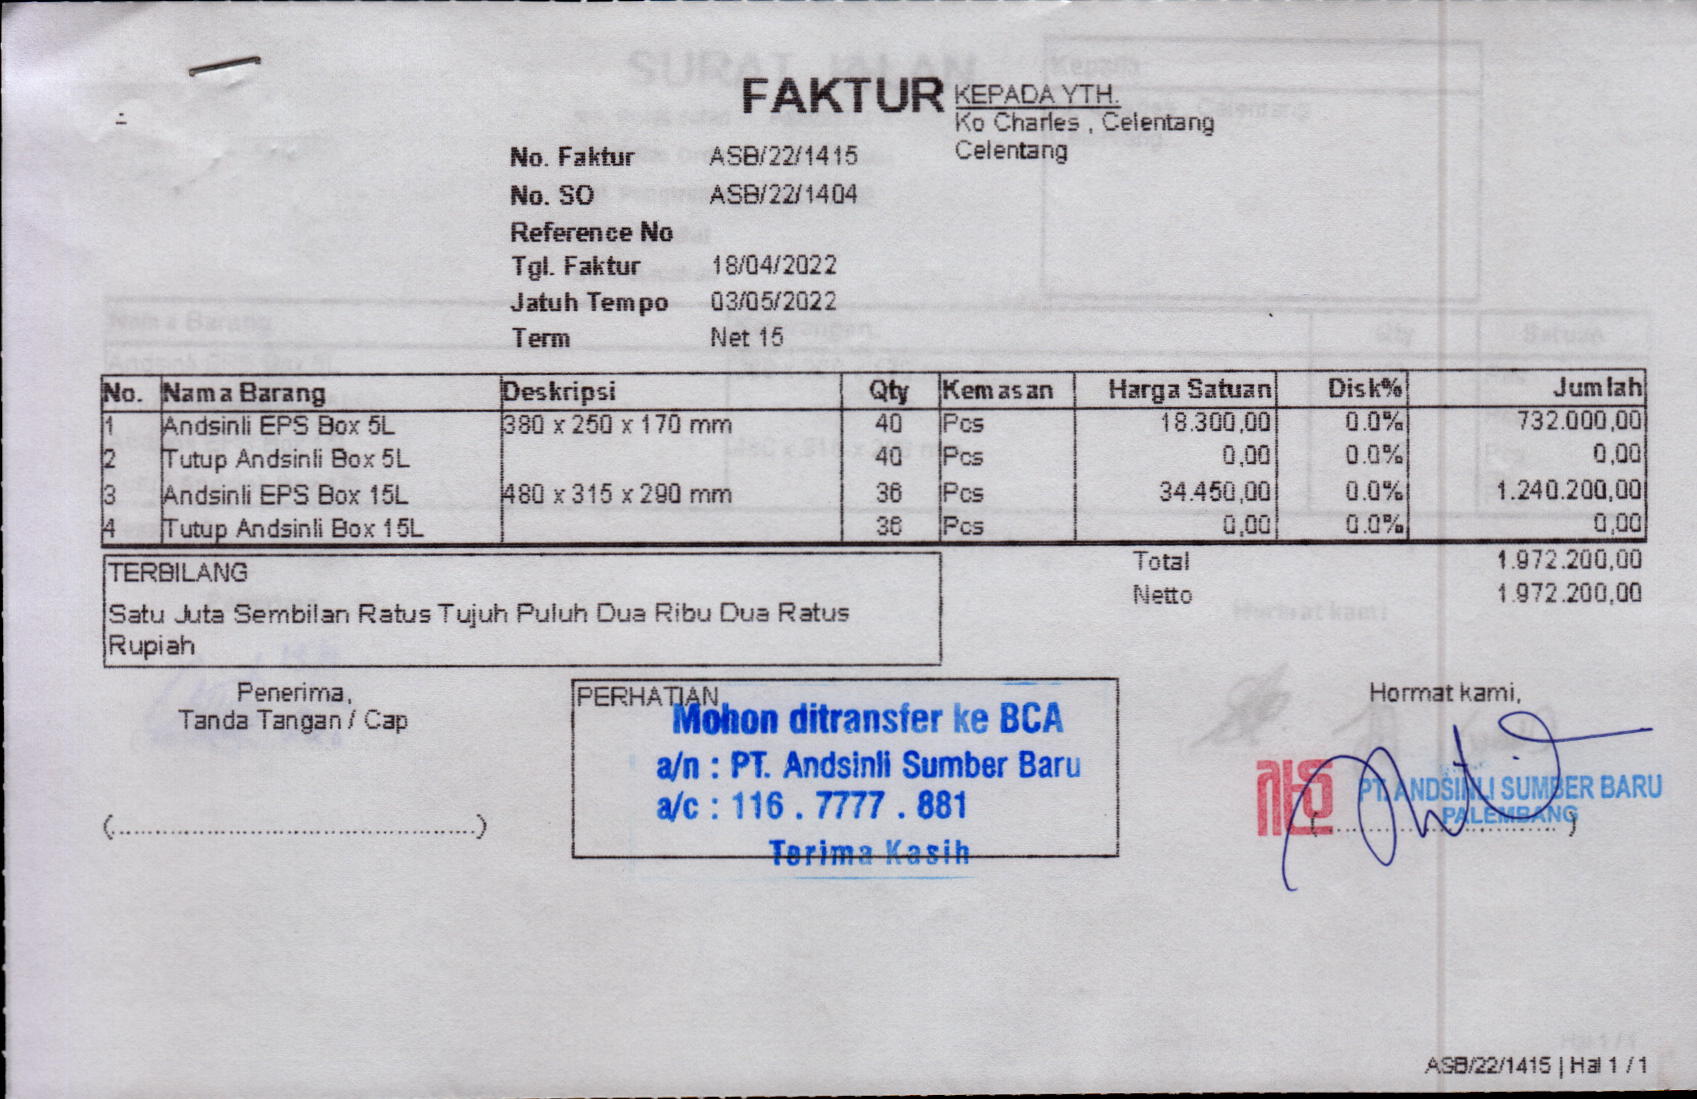 FAKTUR
KEPADA YTH.
Ko Charles , Celentang
Celentang
No. Faktur ASB/22/1415
No. SO ASB/22/1404
Reference No
Tgl. Faktur 18/04/2022
Jatuh Tempo 03/05/2022
Term Net 15
No. Nama Barang Deskripsi Qty Kemasan Harga Satuan Disk% Jumlah
1 Andsinli EPS Box 5L 380 x 250 x 170 mm 40 Pcs 18.300,00 0.0% 732.000,00
2 Tutup Andsinli Box 5L 40 Pcs 0,00 0.0% 0,00
3 Andsinli EPS Box 15L 480 x 315 x 290 mm 36 Pcs 34.450,00 0.0% 1.240.200,00
4 Tutup Andsinli Box 15L 36 Pcs 0,00 0.0% 0,00
Total 1.972.200,00
Netto 1.972.200,00
TERBILANG
Satu Juta Sembilan Ratus Tujuh Puluh Dua Ribu Dua Ratus
Rupiah
Penerima,
Tanda Tangan / Cap
(..............................................)
PERHATIAN
Mohon ditransfer ke BCA
a/n : PT. Andsinli Sumber Baru
a/c : 116 . 7777 . 881
Terima Kasih
Hormat kami,
PT. ANDSINLI SUMBER BARU
PALEMBANG
ASB/22/1415 | Hal 1 / 1